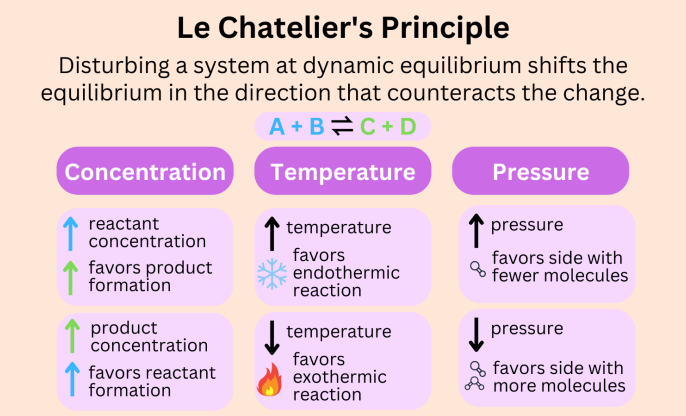 Le Chatelier's Principle
Disturbing a system at dynamic equilibrium shifts the
equilibrium in the direction that counteracts the change.
A + B ⇌ C + D
Concentration
reactant
concentration
favors product
formation
product
concentration
favors reactant
formation
Temperature
temperature
favors
endothermic
reaction
temperature
favors
exothermic
reaction
Pressure
pressure
favors side with
fewer molecules
pressure
favors side with
more molecules